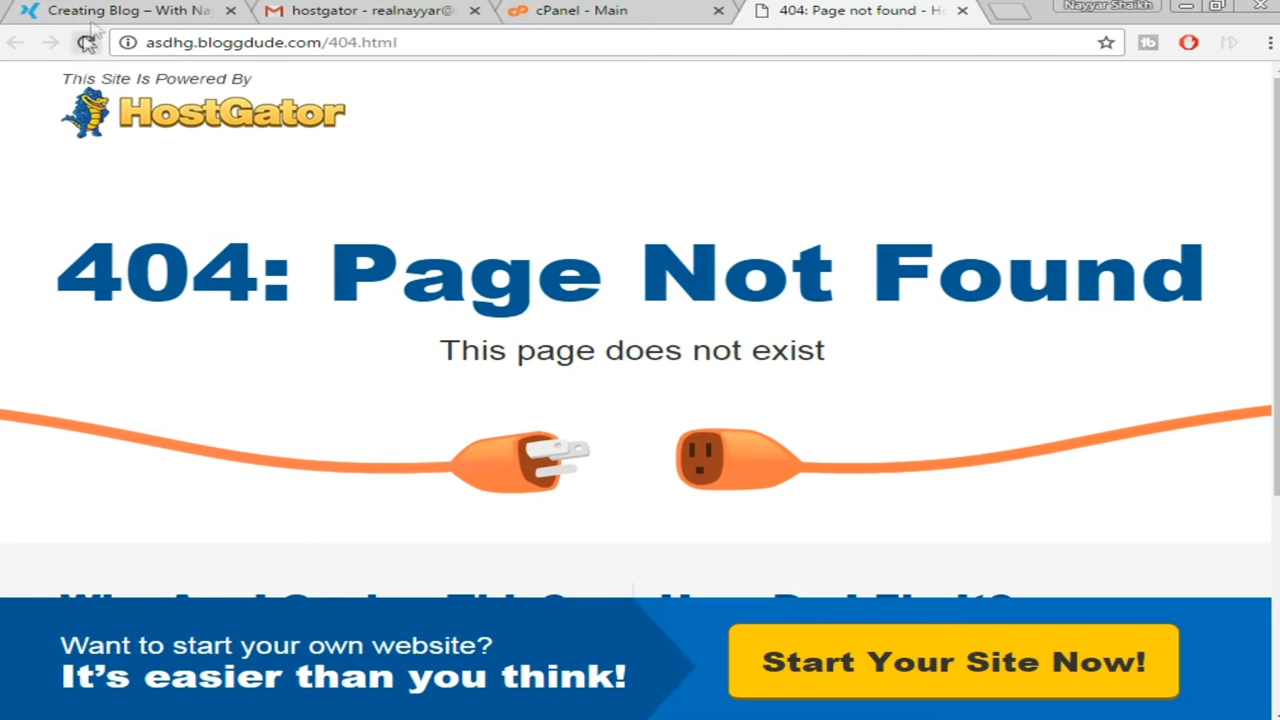 Creating Blog – With Na
hostgator - realnayyar@
cPanel - Main
404: Page not found - Ho
Nayyar Shaikh
asdhg.bloggdude.com/404.html
This Site Is Powered By
HostGator
404: Page Not Found
This page does not exist
Want to start your own website?
It's easier than you think!
Start Your Site Now!